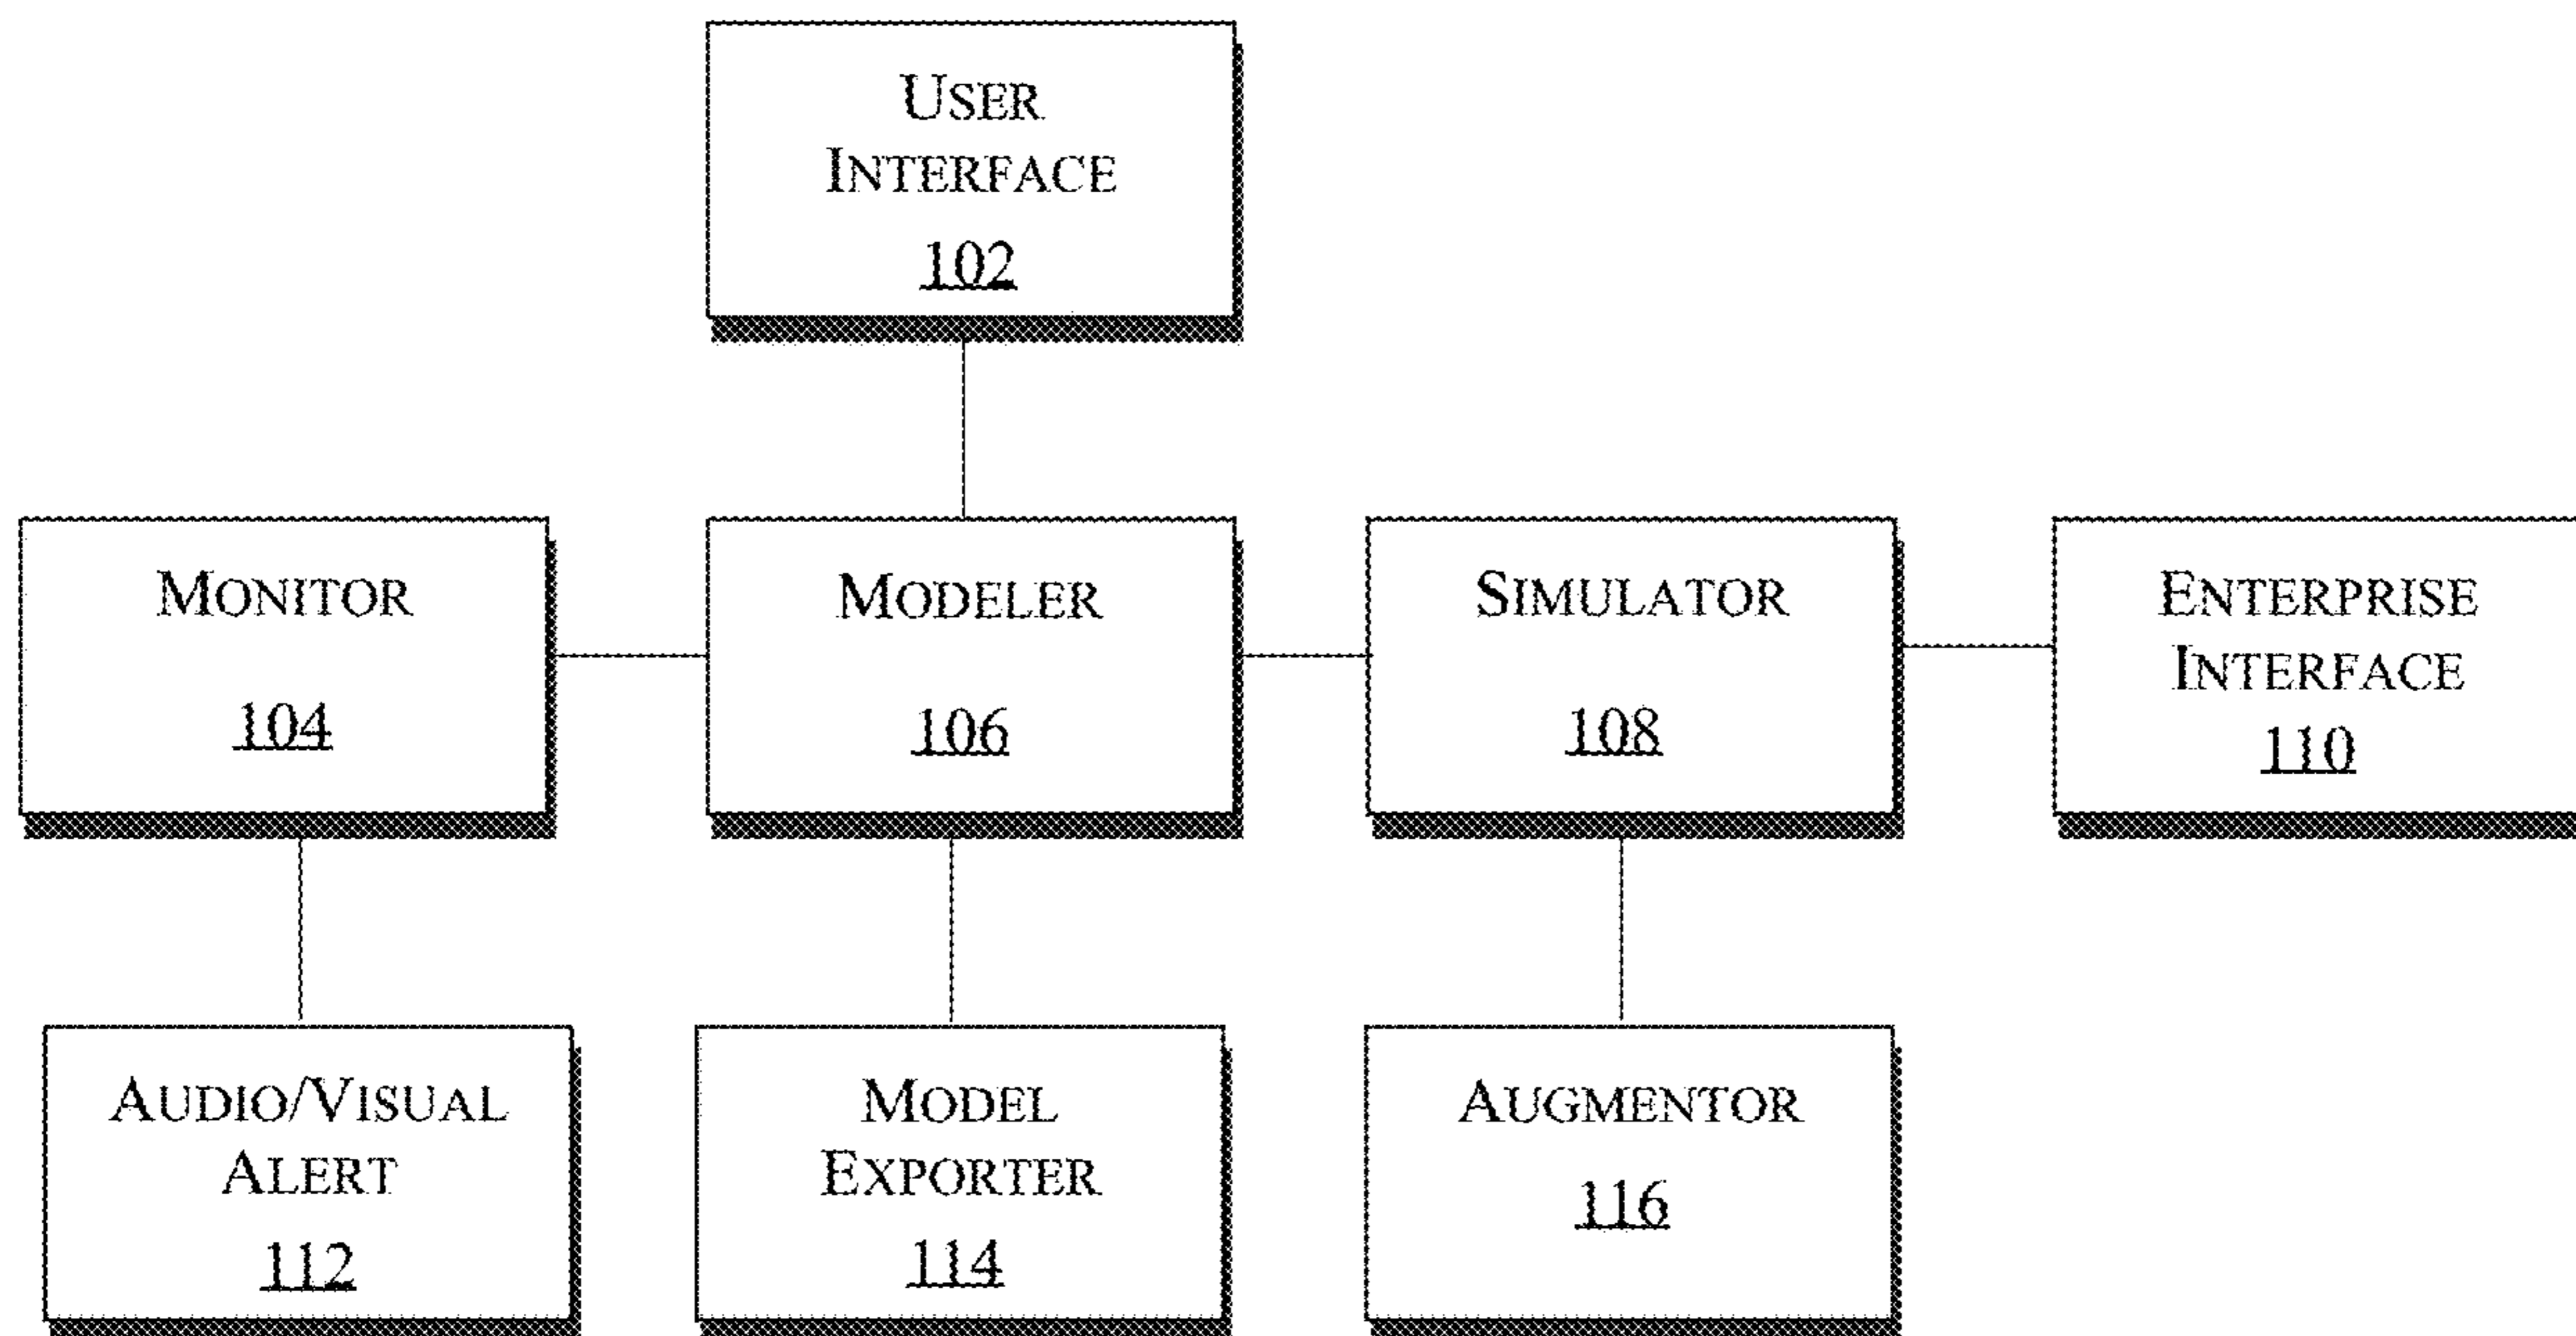 USER
INTERFACE
102
MONITOR
104
MODELER
106
SIMULATOR
108
ENTERPRISE
INTERFACE
110
AUDIO/VISUAL
ALERT
112
MODEL
EXPORTER
114
AUGMENTOR
116